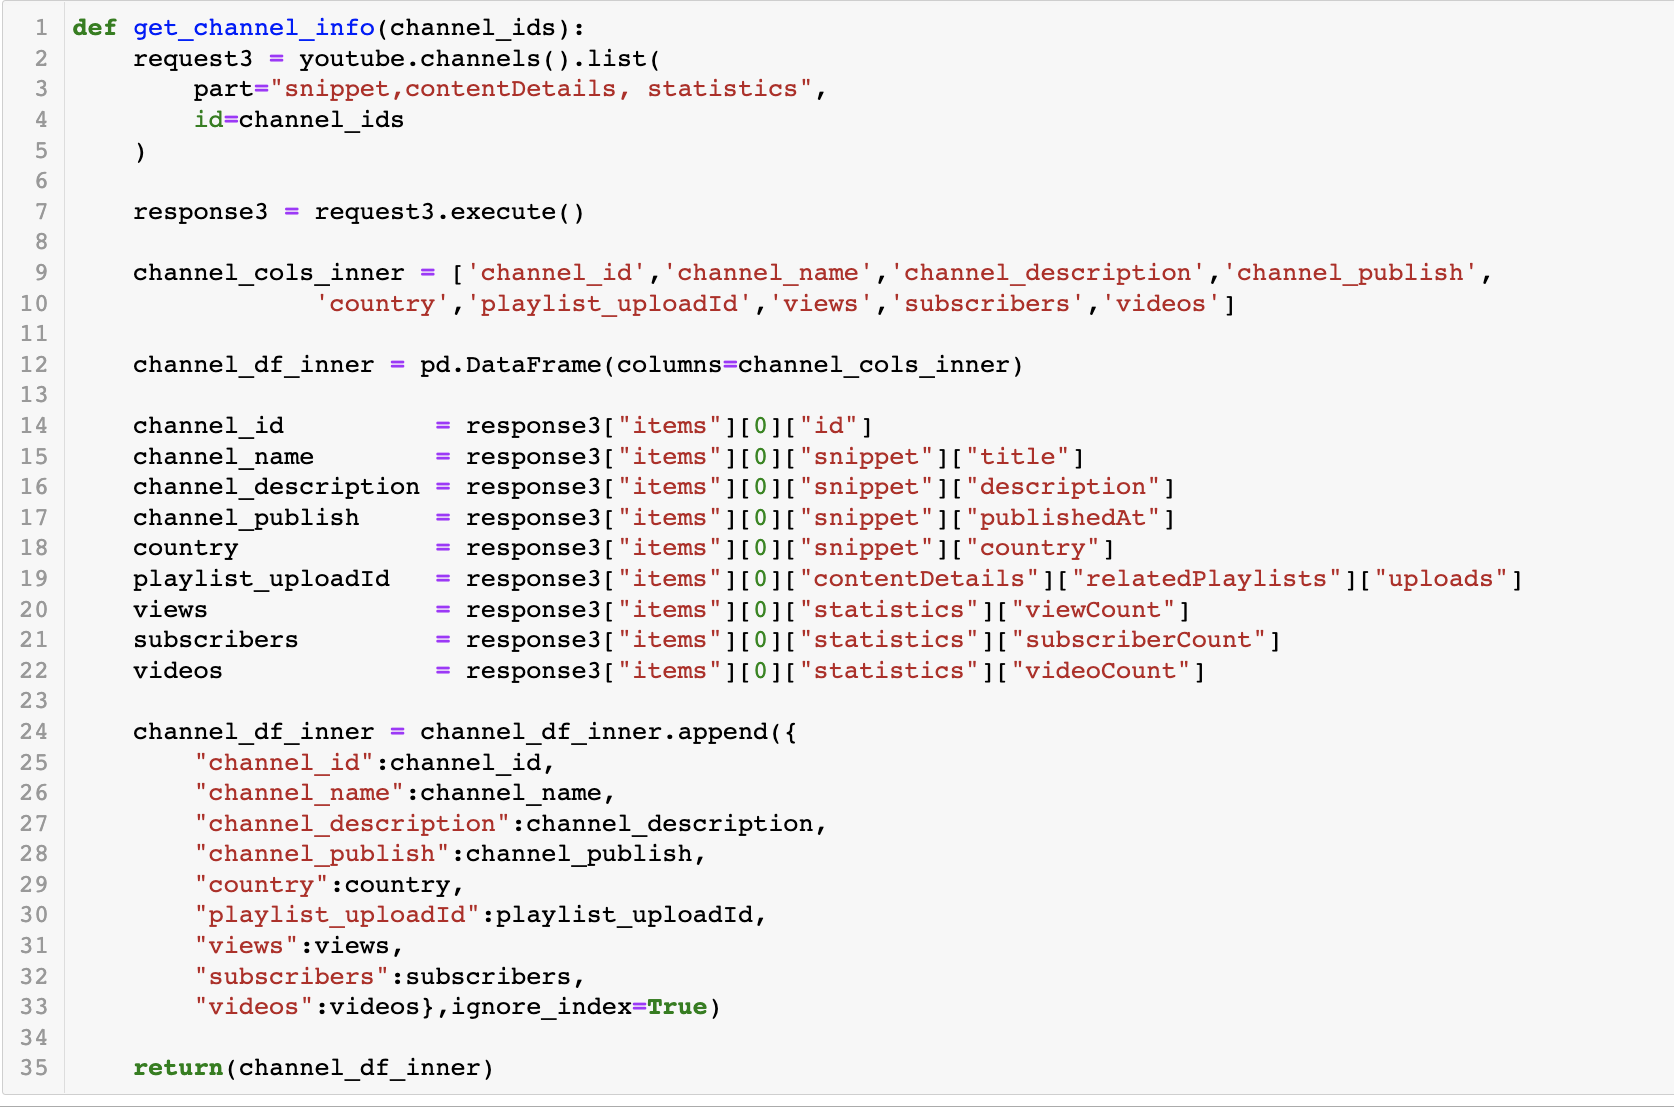 1 def get_channel_info(channel_ids):
2     request3 = youtube.channels().list(
3         part="snippet,contentDetails, statistics",
4         id=channel_ids
5     )
6
7     response3 = request3.execute()
8
9     channel_cols_inner = ['channel_id','channel_name','channel_description','channel_publish',
10                 'country','playlist_uploadId','views','subscribers','videos']
11
12     channel_df_inner = pd.DataFrame(columns=channel_cols_inner)
13
14     channel_id          = response3["items"][0]["id"]
15     channel_name        = response3["items"][0]["snippet"]["title"]
16     channel_description = response3["items"][0]["snippet"]["description"]
17     channel_publish     = response3["items"][0]["snippet"]["publishedAt"]
18     country             = response3["items"][0]["snippet"]["country"]
19     playlist_uploadId   = response3["items"][0]["contentDetails"]["relatedPlaylists"]["uploads"]
20     views               = response3["items"][0]["statistics"]["viewCount"]
21     subscribers         = response3["items"][0]["statistics"]["subscriberCount"]
22     videos              = response3["items"][0]["statistics"]["videoCount"]
23
24     channel_df_inner = channel_df_inner.append({
25         "channel_id":channel_id,
26         "channel_name":channel_name,
27         "channel_description":channel_description,
28         "channel_publish":channel_publish,
29         "country":country,
30         "playlist_uploadId":playlist_uploadId,
31         "views":views,
32         "subscribers":subscribers,
33         "videos":videos},ignore_index=True)
34
35     return(channel_df_inner)